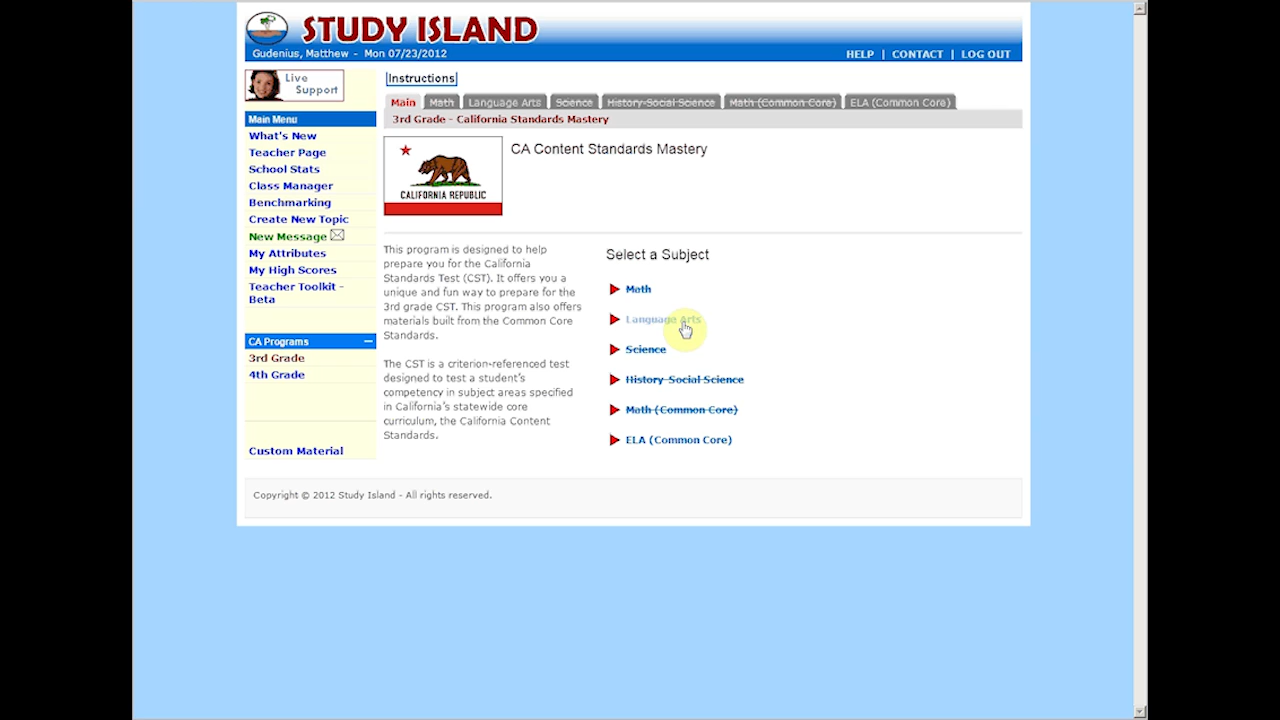 STUDY ISLAND
Gudenius, Matthew - Mon 07/23/2012
HELP | CONTACT | LOG OUT
Live Support
Instructions
Main Math Language Arts Science History-Social Science Math (Common Core) ELA (Common Core)
3rd Grade - California Standards Mastery
Main Menu
What's New
Teacher Page
School Stats
Class Manager
Benchmarking
Create New Topic
New Message
My Attributes
My High Scores
Teacher Toolkit -
Beta
CA Programs
3rd Grade
4th Grade
Custom Material
CALIFORNIA REPUBLIC
CA Content Standards Mastery
This program is designed to help
prepare you for the California
Standards Test (CST). It offers you a
unique and fun way to prepare for the
3rd grade CST. This program also offers
materials built from the Common Core
Standards.
The CST is a criterion-referenced test
designed to test a student's
competency in subject areas specified
in California's statewide core
curriculum, the California Content
Standards.
Select a Subject
Math
Language Arts
Science
History-Social Science
Math (Common Core)
ELA (Common Core)
Copyright © 2012 Study Island - All rights reserved.